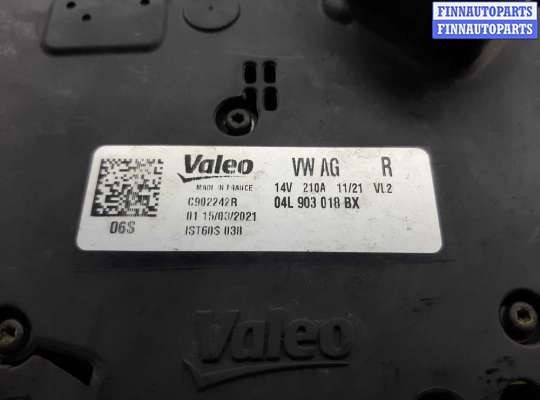 FINNAUTOPARTS
FINNAUTOPARTS
Valeo VW AG R
MADE IN FRANCE 14V 210A 11/21 VL2
C902242R 04L 903 018 BX
01 15/03/2021
06S IST60S 038
Valeo